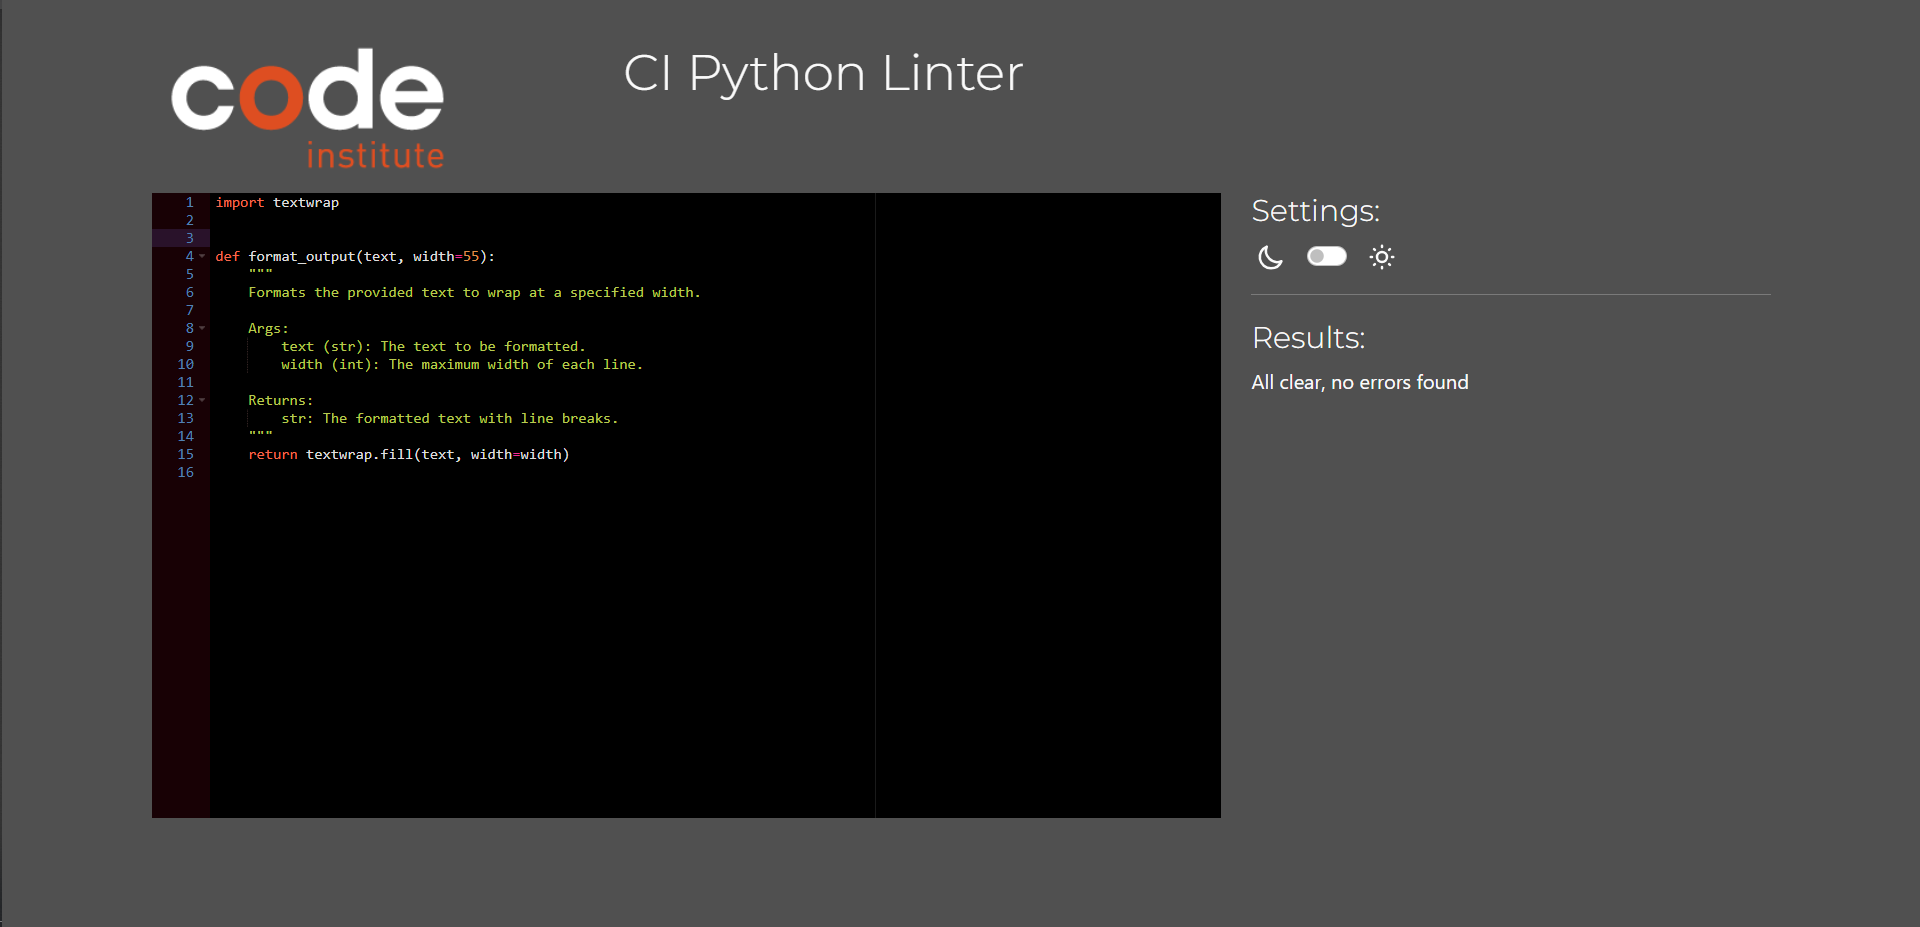 code
institute
CI Python Linter
1 import textwrap
2
3
4 def format_output(text, width=55):
5     """
6     Formats the provided text to wrap at a specified width.
7
8     Args:
9         text (str): The text to be formatted.
10         width (int): The maximum width of each line.
11
12     Returns:
13         str: The formatted text with line breaks.
14     """
15     return textwrap.fill(text, width=width)
16
Settings:
Results:
All clear, no errors found